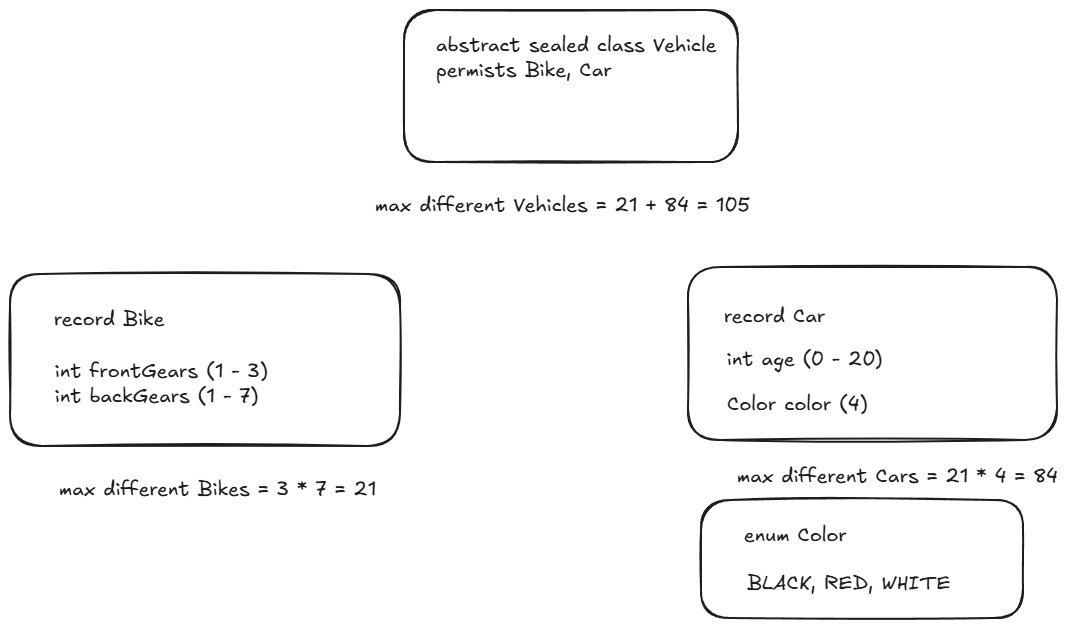 abstract sealed class Vehicle
permists Bike, Car
max different Vehicles = 21 + 84 = 105
record Bike
int frontGears (1 - 3)
int backGears (1 - 7)
max different Bikes = 3 * 7 = 21
record Car
int age (0 - 20)
Color color (4)
max different Cars = 21 * 4 = 84
enum Color
BLACK, RED, WHITE